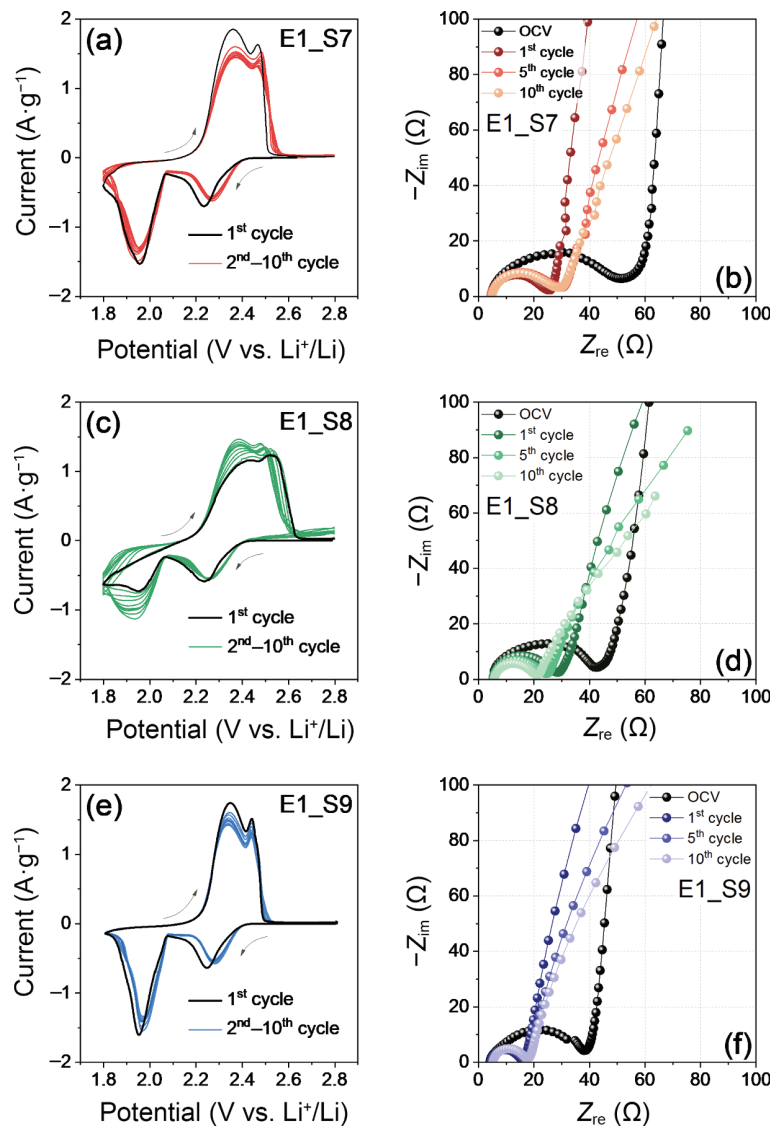 (a)
E1_S7
Current (A·g⁻¹)
2
1
0
−1
−2
1ˢᵗ cycle
2ⁿᵈ–10ᵗʰ cycle
1.8 2.0 2.2 2.4 2.6 2.8
Potential (V vs. Li⁺/Li)
OCV
1ˢᵗ cycle
5ᵗʰ cycle
10ᵗʰ cycle
E1_S7
(b)
−Z_im (Ω)
100
80
60
40
20
0
0 20 40 60 80 100
Z_re (Ω)
(c)
E1_S8
Current (A·g⁻¹)
2
1
0
−1
−2
1ˢᵗ cycle
2ⁿᵈ–10ᵗʰ cycle
1.8 2.0 2.2 2.4 2.6 2.8
Potential (V vs. Li⁺/Li)
OCV
1ˢᵗ cycle
5ᵗʰ cycle
10ᵗʰ cycle
E1_S8
(d)
−Z_im (Ω)
100
80
60
40
20
0
0 20 40 60 80 100
Z_re (Ω)
(e)
E1_S9
Current (A·g⁻¹)
2
1
0
−1
−2
1ˢᵗ cycle
2ⁿᵈ–10ᵗʰ cycle
1.8 2.0 2.2 2.4 2.6 2.8
Potential (V vs. Li⁺/Li)
OCV
1ˢᵗ cycle
5ᵗʰ cycle
10ᵗʰ cycle
E1_S9
(f)
−Z_im (Ω)
100
80
60
40
20
0
0 20 40 60 80 100
Z_re (Ω)